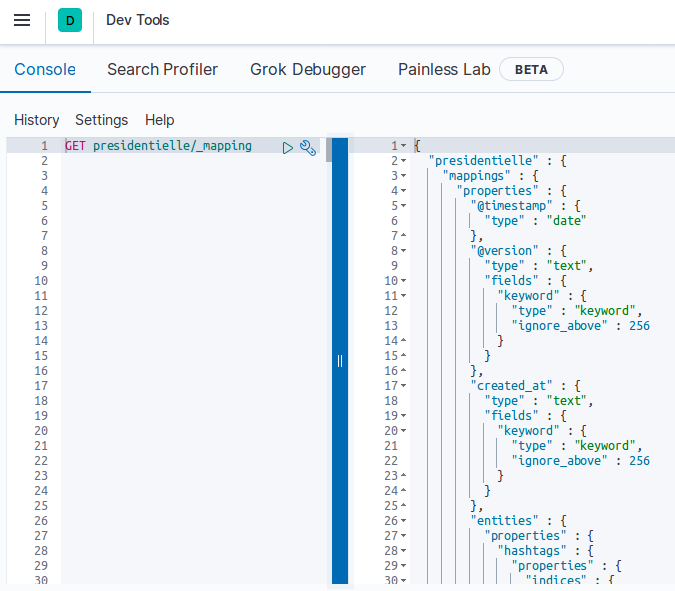 D Dev Tools
Console Search Profiler Grok Debugger Painless Lab BETA
History Settings Help
1 GET presidentielle/_mapping
2
3
4
5
6
7
8
9
10
11
12
13
14
15
16
17
18
19
20
21
22
23
24
25
26
27
28
29
30
1 {
2 "presidentielle" : {
3 "mappings" : {
4 "properties" : {
5 "@timestamp" : {
6 "type" : "date"
7 },
8 "@version" : {
9 "type" : "text",
10 "fields" : {
11 "keyword" : {
12 "type" : "keyword",
13 "ignore_above" : 256
14 }
15 }
16 },
17 "created_at" : {
18 "type" : "text",
19 "fields" : {
20 "keyword" : {
21 "type" : "keyword",
22 "ignore_above" : 256
23 }
24 }
25 },
26 "entities" : {
27 "properties" : {
28 "hashtags" : {
29 "properties" : {
30 "indices" : {